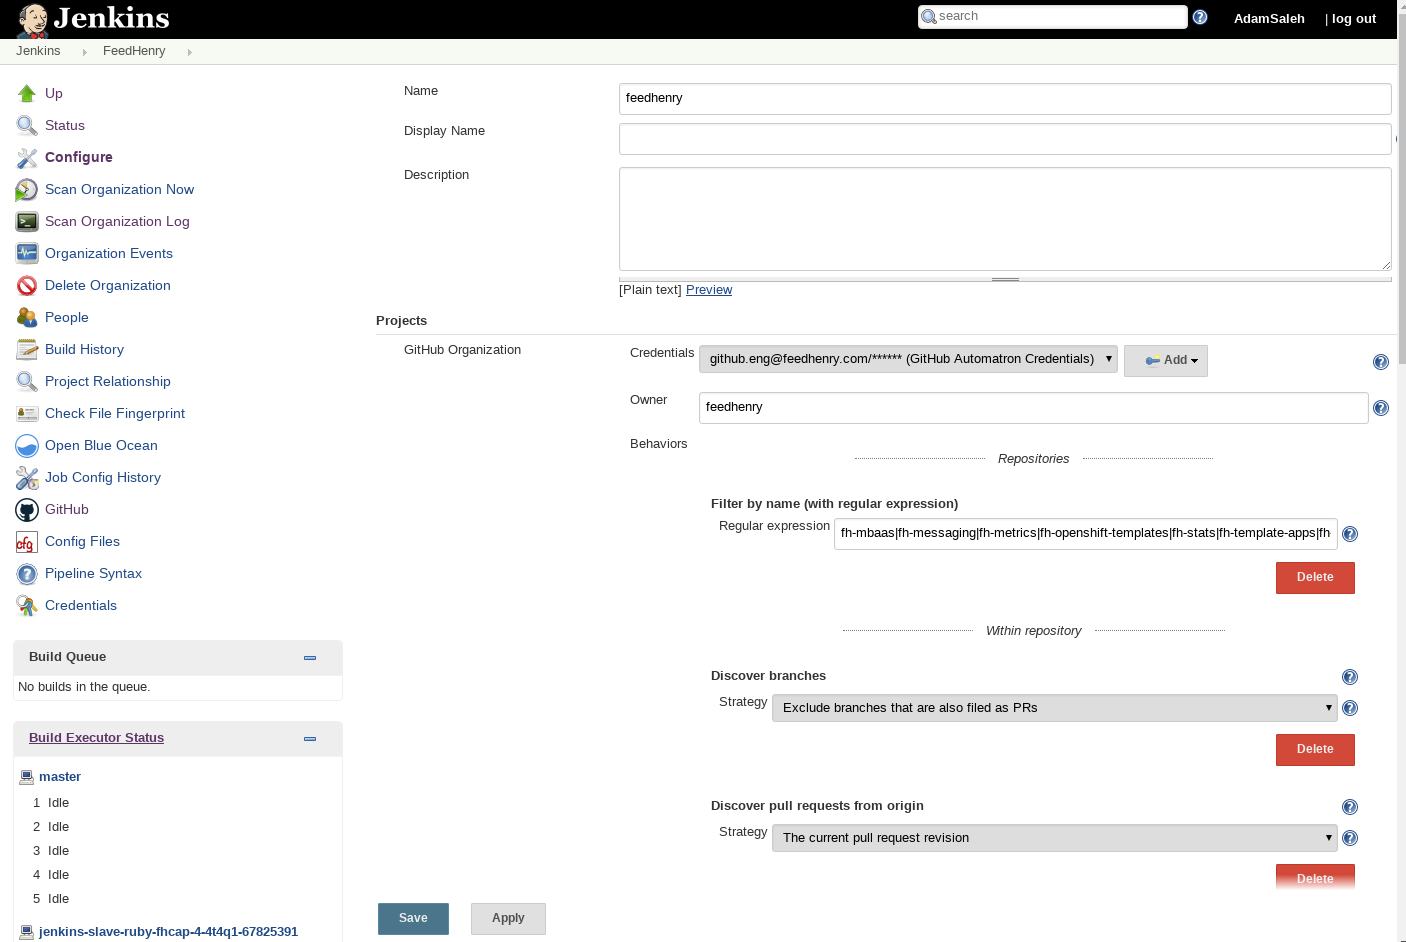 Jenkins
search
AdamSaleh
| log out
Jenkins
FeedHenry
Up
Status
Configure
Scan Organization Now
Scan Organization Log
Organization Events
Delete Organization
People
Build History
Project Relationship
Check File Fingerprint
Open Blue Ocean
Job Config History
GitHub
cfg Config Files
Pipeline Syntax
Credentials
Build Queue
No builds in the queue.
Build Executor Status
master
1 Idle
2 Idle
3 Idle
4 Idle
5 Idle
jenkins-slave-ruby-fhcap-4-4t4q1-67825391
Name
feedhenry
Display Name
Description
[Plain text] Preview
Projects
GitHub Organization
Credentials
github.eng@feedhenry.com/****** (GitHub Automatron Credentials)
Add
Owner
feedhenry
Behaviors
Repositories
Filter by name (with regular expression)
Regular expression
fh-mbaas|fh-messaging|fh-metrics|fh-openshift-templates|fh-stats|fh-template-apps|fh-
Delete
Within repository
Discover branches
Strategy
Exclude branches that are also filed as PRs
Delete
Discover pull requests from origin
Strategy
The current pull request revision
Delete
Save
Apply